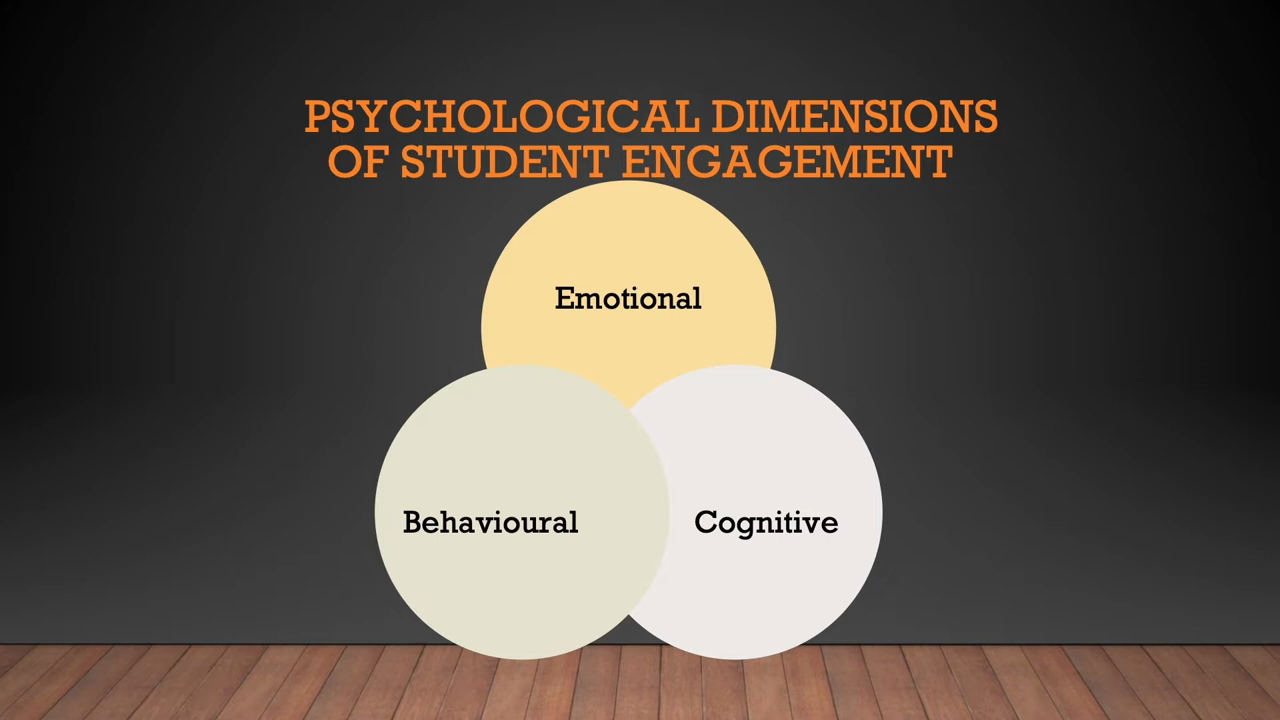 PSYCHOLOGICAL DIMENSIONS
OF STUDENT ENGAGEMENT
Emotional
Behavioural
Cognitive